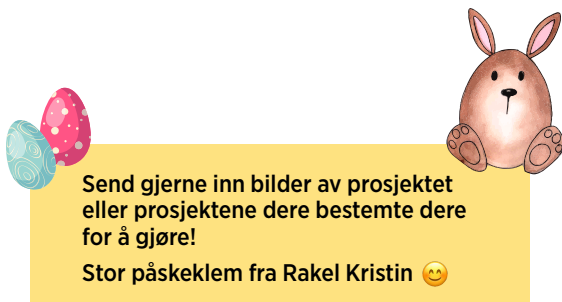 Send gjerne inn bilder av prosjektet
eller prosjektene dere bestemte dere
for å gjøre!
Stor påskeklem fra Rakel Kristin 😊